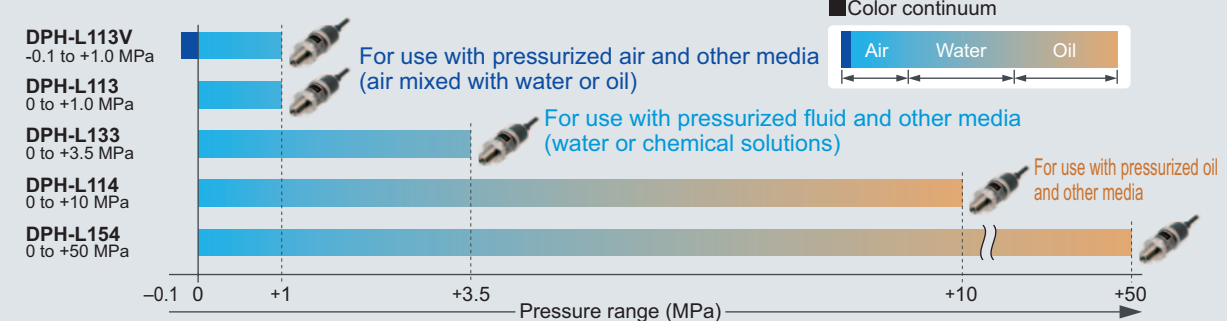 Color continuum
Air Water Oil
DPH-L113V
-0.1 to +1.0 MPa
For use with pressurized air and other media
(air mixed with water or oil)
DPH-L113
0 to +1.0 MPa
DPH-L133
0 to +3.5 MPa
For use with pressurized fluid and other media
(water or chemical solutions)
DPH-L114
0 to +10 MPa
For use with pressurized oil
and other media
DPH-L154
0 to +50 MPa
–0.1 0 +1 +3.5 +10 +50
Pressure range (MPa)